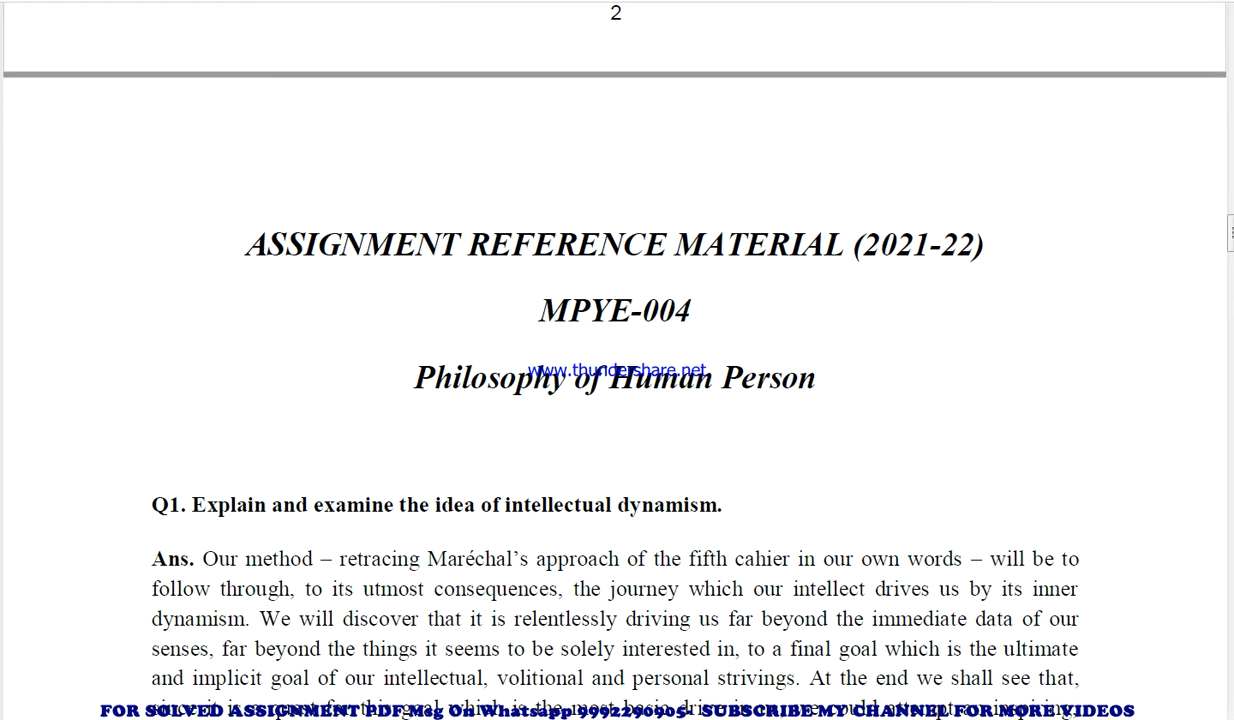 2
ASSIGNMENT REFERENCE MATERIAL (2021-22)
MPYE-004
www.thundershare.net
Philosophy of Human Person
Q1. Explain and examine the idea of intellectual dynamism.
Ans. Our method – retracing Maréchal’s approach of the fifth cahier in our own words – will be to
follow through, to its utmost consequences, the journey which our intellect drives us by its inner
dynamism. We will discover that it is relentlessly driving us far beyond the immediate data of our
senses, far beyond the things it seems to be solely interested in, to a final goal which is the ultimate
and implicit goal of our intellectual, volitional and personal strivings. At the end we shall see that,
FOR SOLVED ASSIGNMENT PDF Msg On Whatsapp 9992290905- SUBSCRIBE MY CHANNEL FOR MORE VIDEOS